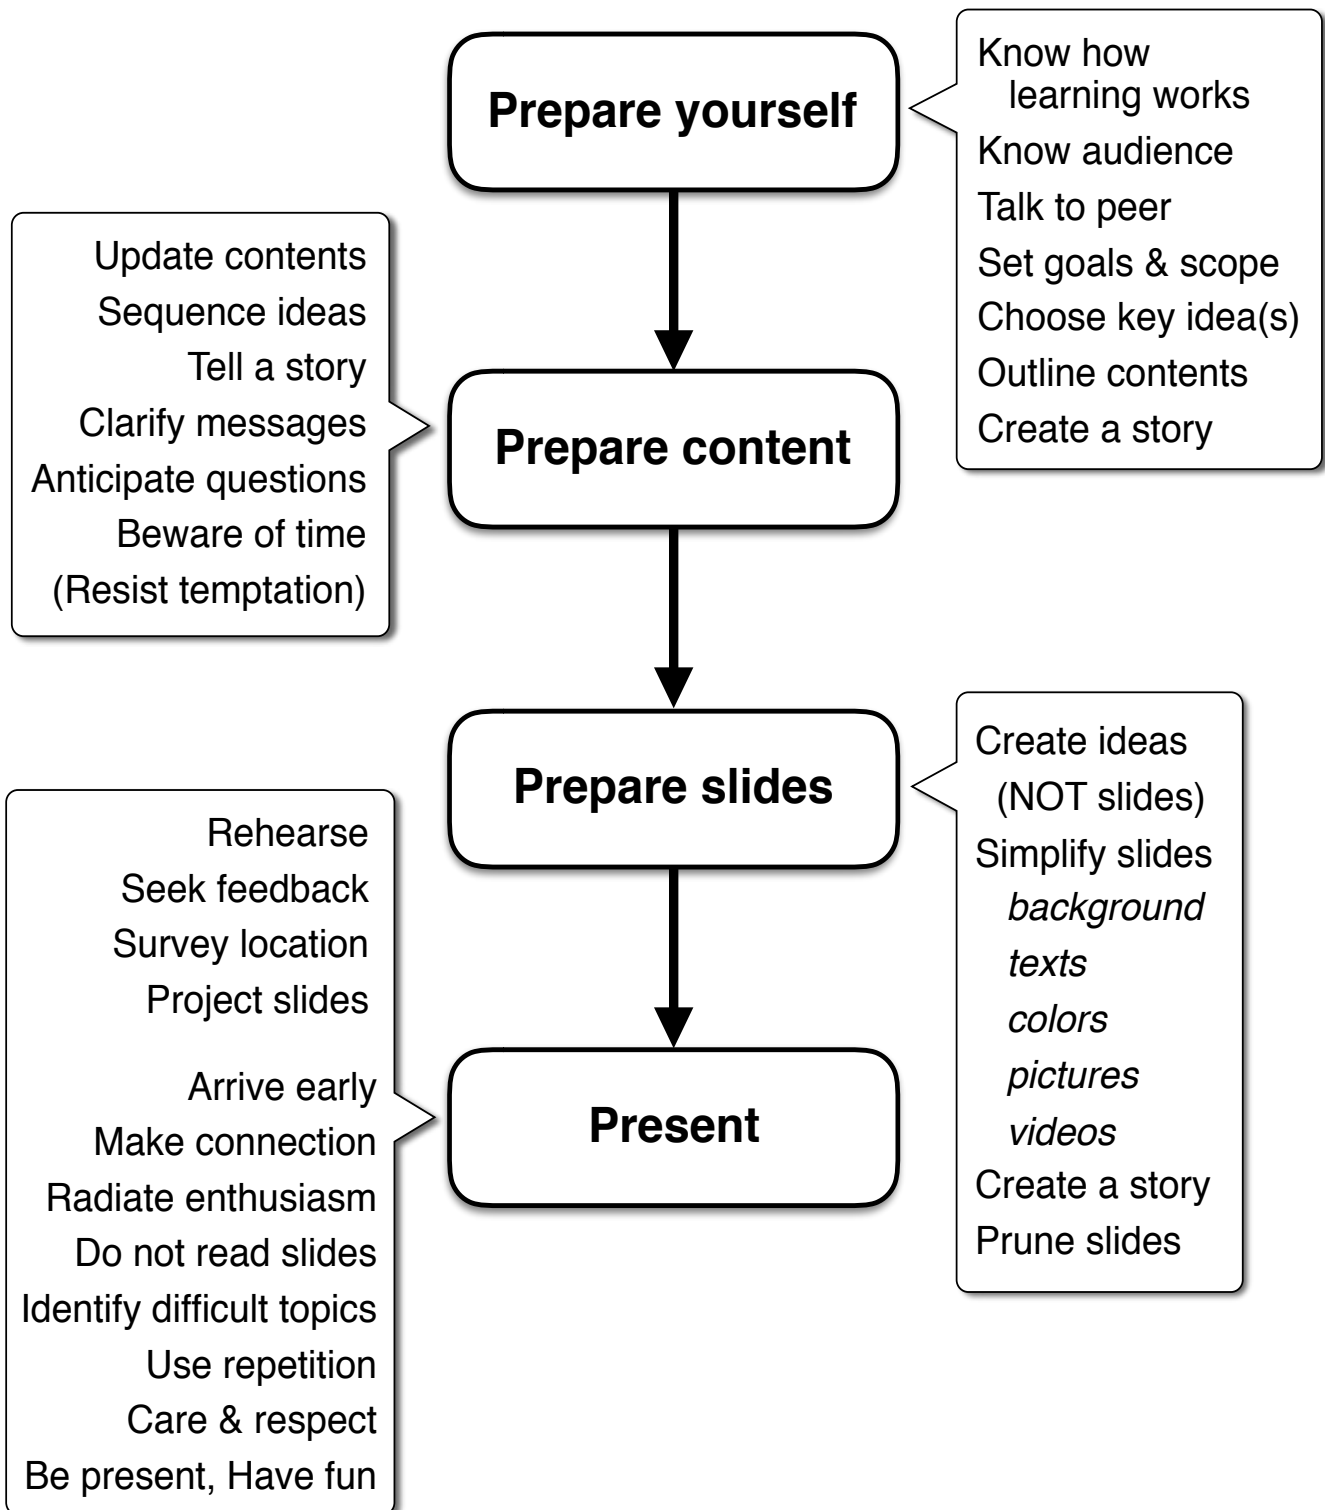 Prepare yourself
Know how
learning works
Know audience
Talk to peer
Set goals & scope
Choose key idea(s)
Outline contents
Create a story
Update contents
Sequence ideas
Tell a story
Clarify messages
Anticipate questions
Beware of time
(Resist temptation)
Prepare content
Prepare slides
Create ideas
(NOT slides)
Simplify slides
background
texts
colors
pictures
videos
Create a story
Prune slides
Rehearse
Seek feedback
Survey location
Project slides
Arrive early
Make connection
Radiate enthusiasm
Do not read slides
Identify difficult topics
Use repetition
Care & respect
Be present, Have fun
Present